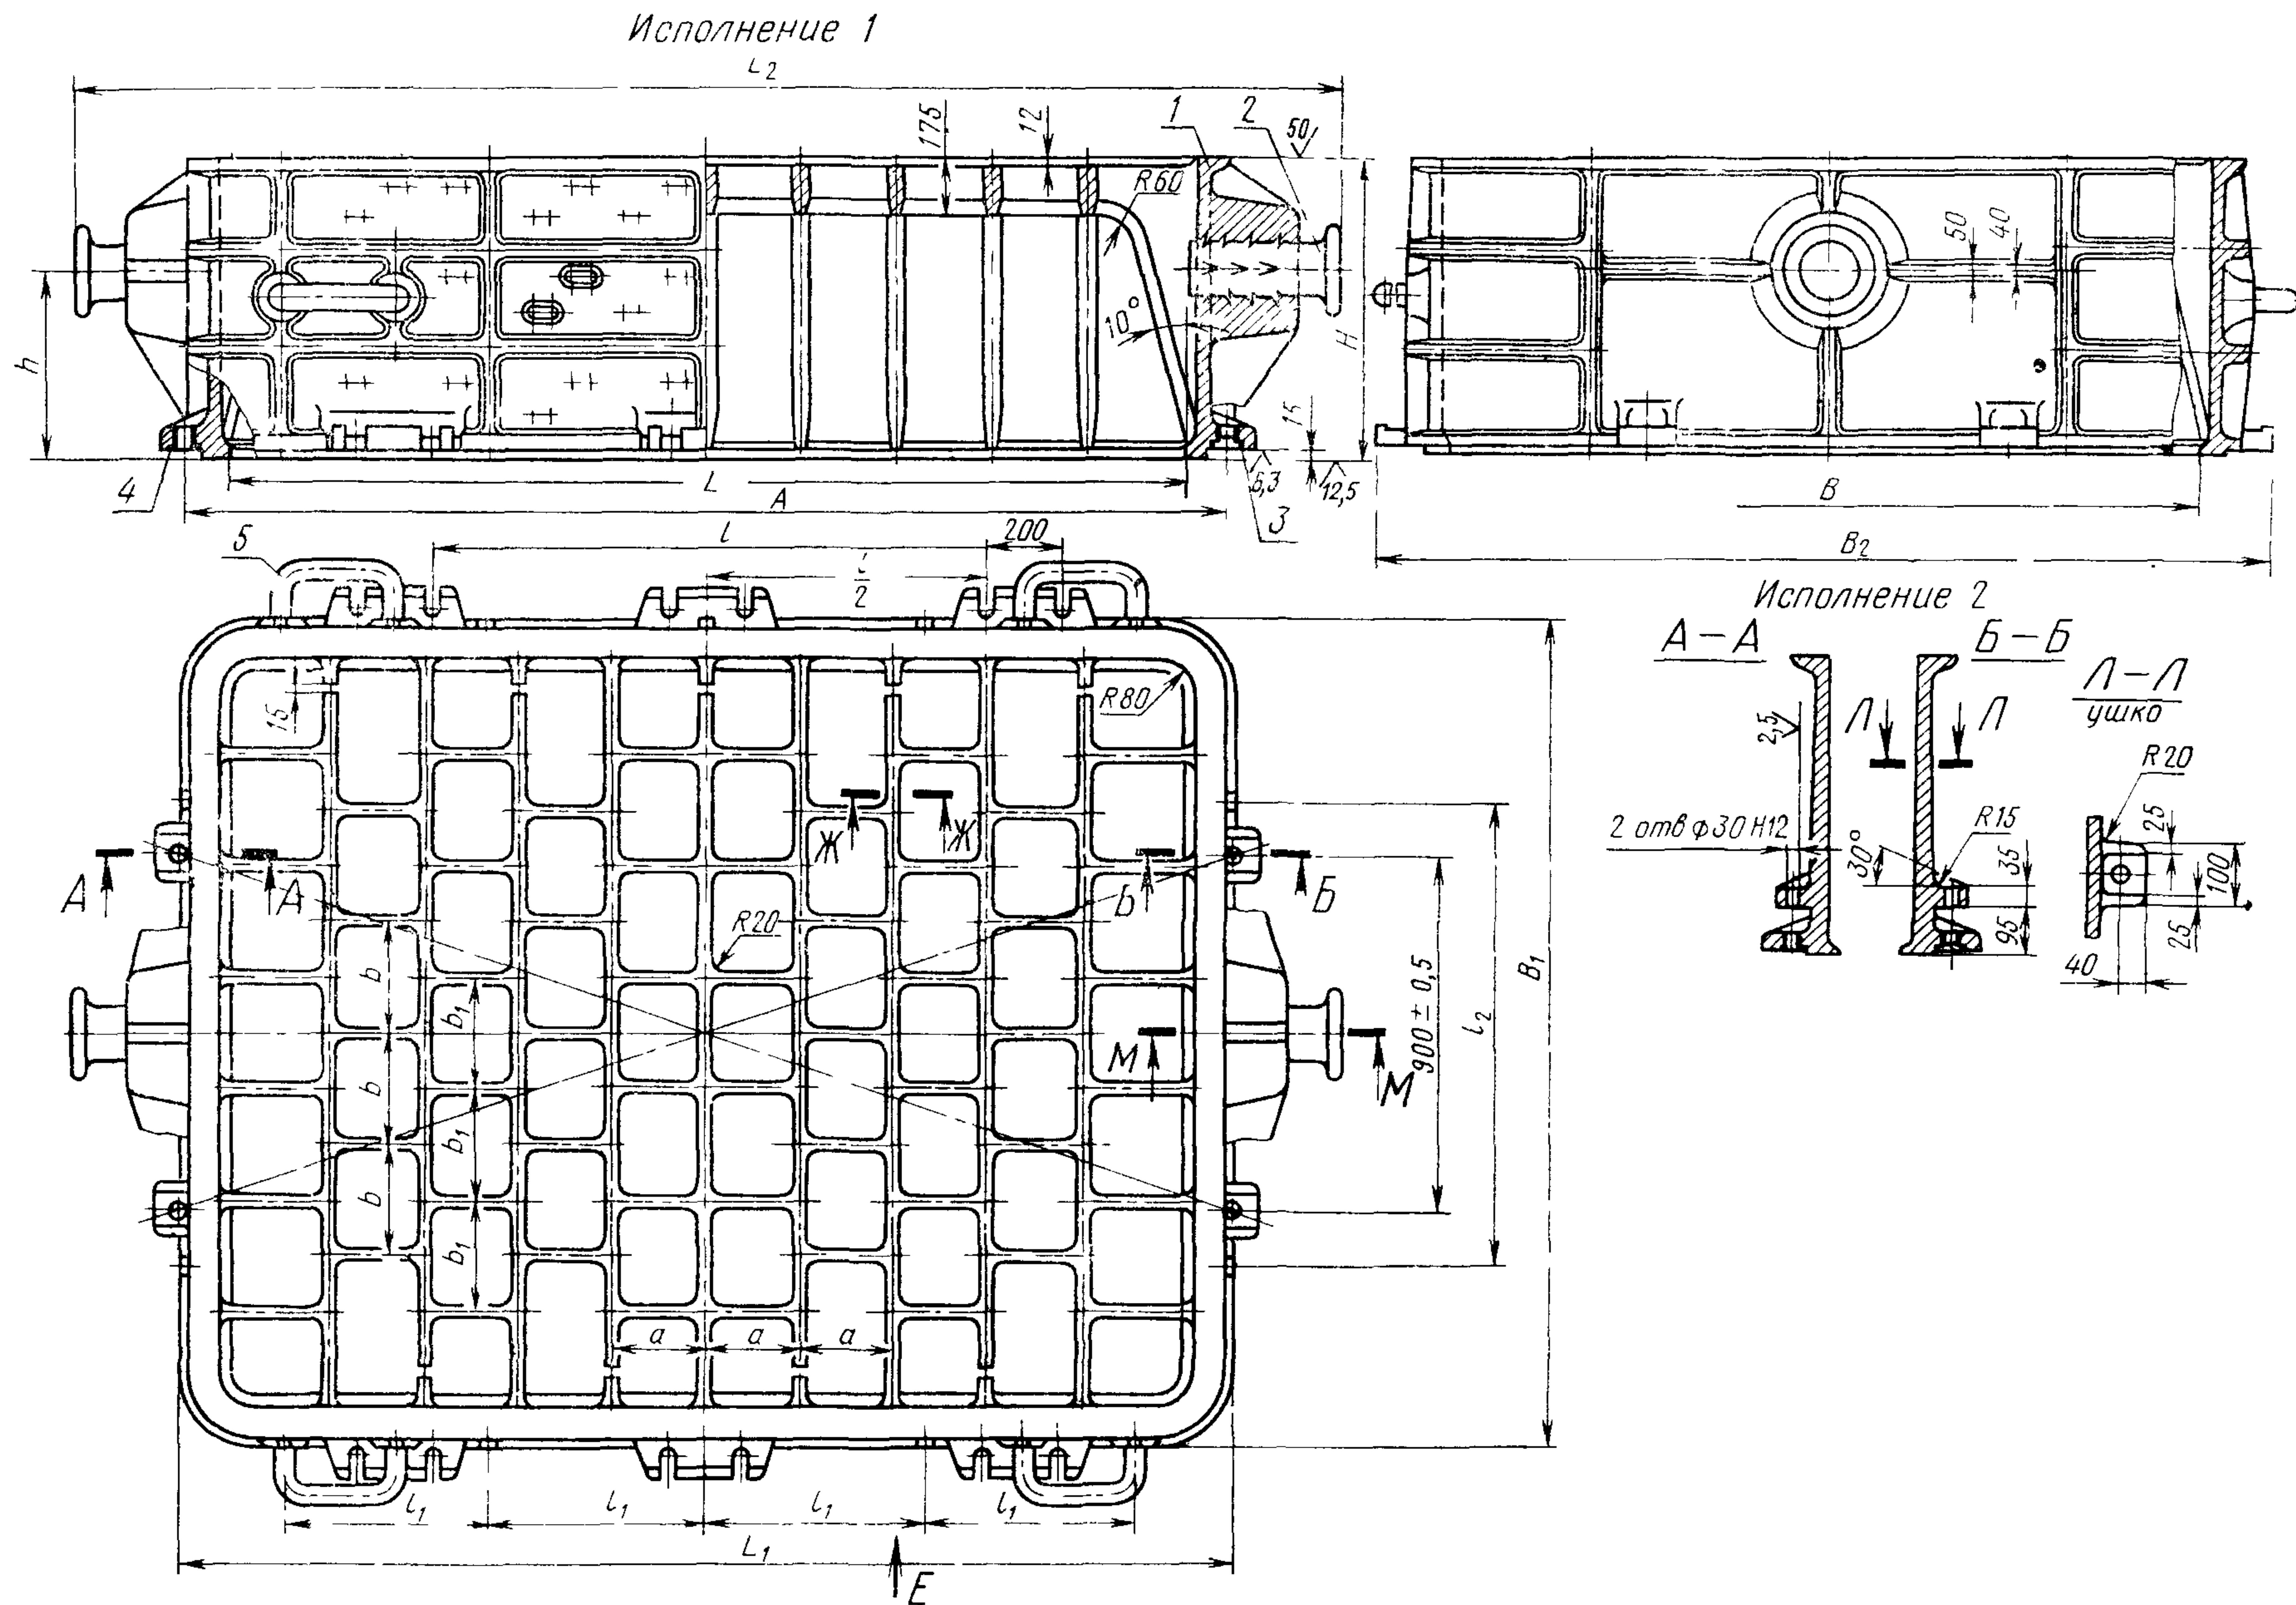 Исполнение 1
L2
175
12
1
2
50
R60
10°
h
H
15
6,3
12,5
L
A
4
3
50
40
B
B2
5
l
200
l/2
15
R80
Ж Ж
A A
Б Б
R20
b
b
b
b1
b1
b1
a a a
M M
900 ± 0,5
l2
B1
l1 l1 l1 l1
L1
E
Исполнение 2
А – А
Б – Б
Л – Л
ушко
2,5
Л Л
2 отв ф30 Н12
30°
R15
35
95
R20
25
100
25
40